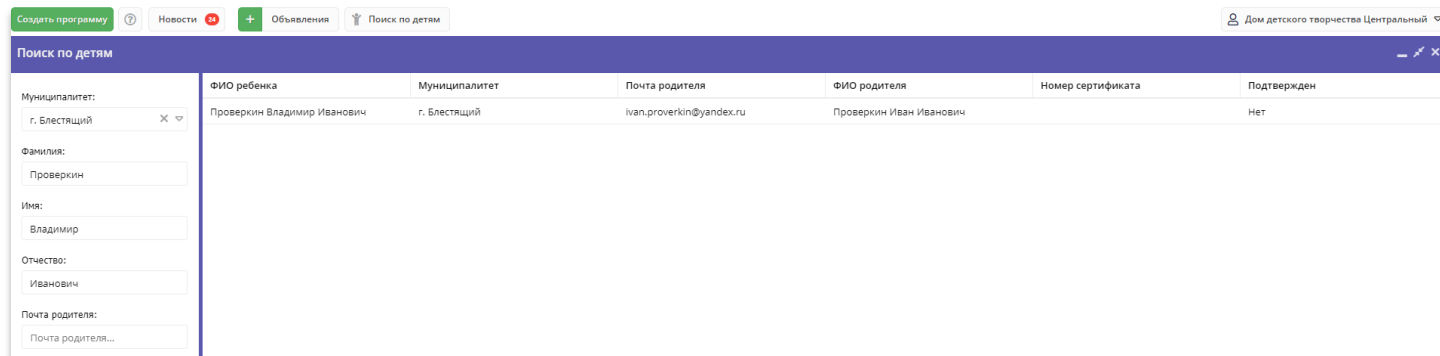 Создать программу ? Новости 24 + Объявления Поиск по детям Дом детского творчества Центральный
Поиск по детям
Муниципалитет:
г. Блестящий
Фамилия:
Проверкин
Имя:
Владимир
Отчество:
Иванович
Почта родителя:
Почта родителя...
ФИО ребенка Муниципалитет Почта родителя ФИО родителя Номер сертификата Подтвержден
Проверкин Владимир Иванович г. Блестящий ivan.proverkin@yandex.ru Проверкин Иван Иванович Нет